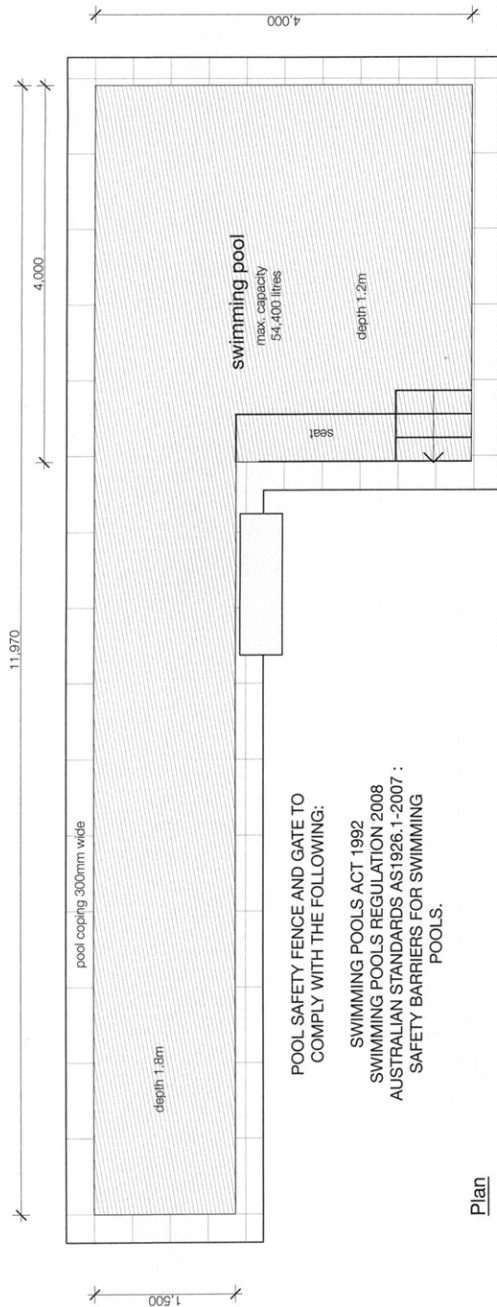 11,970
4,000
4,000
pool coping 300mm wide
swimming pool
max. capacity
54,400 litres
depth 1.8m
depth 1.2m
seat
1,500
POOL SAFETY FENCE AND GATE TO
COMPLY WITH THE FOLLOWING:
SWIMMING POOLS ACT 1992
SWIMMING POOLS REGULATION 2008
AUSTRALIAN STANDARDS AS1926.1-2007 :
SAFETY BARRIERS FOR SWIMMING
POOLS.
Plan